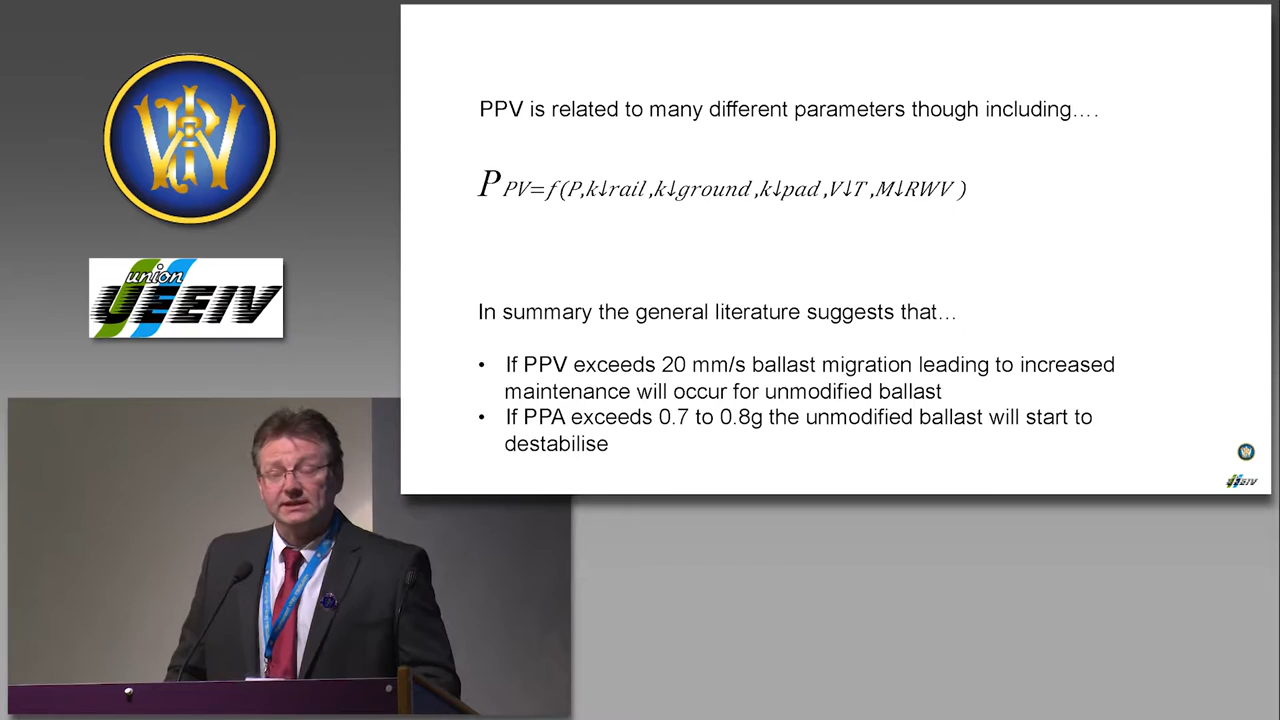 PPV is related to many different parameters though including….
P PV=f(P,k↓rail ,k↓ground ,k↓pad ,V↓T ,M↓RWV )
In summary the general literature suggests that…
• If PPV exceeds 20 mm/s ballast migration leading to increased
maintenance will occur for unmodified ballast
• If PPA exceeds 0.7 to 0.8g the unmodified ballast will start to
destabilise
union
UEEIV
UEEIV